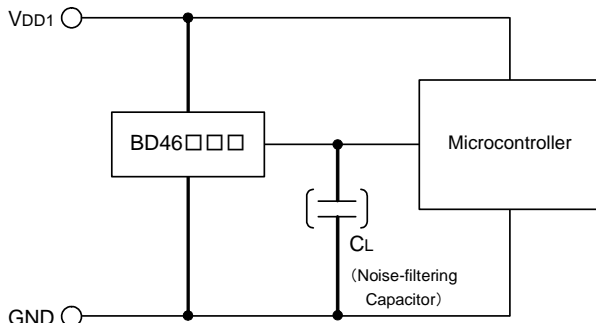 VDD1
BD46□□□
Microcontroller
CL
（Noise-filtering
Capacitor）
GND